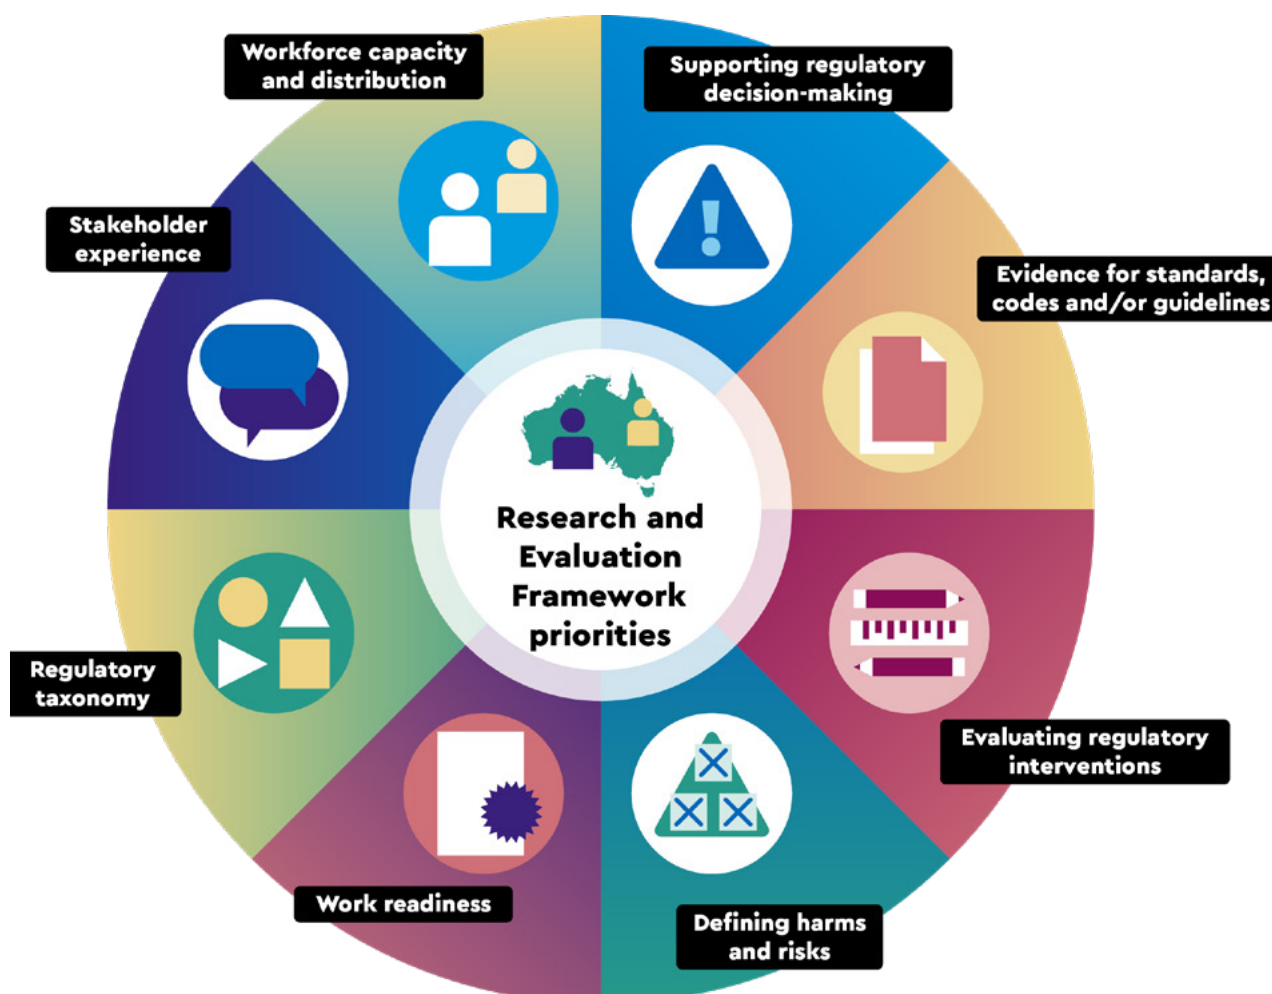 Workforce capacity
and distribution
Supporting regulatory
decision-making
Stakeholder
experience
Evidence for standards,
codes and/or guidelines
Research and
Evaluation
Framework
priorities
Regulatory
taxonomy
Evaluating regulatory
interventions
Work readiness
Defining harms
and risks